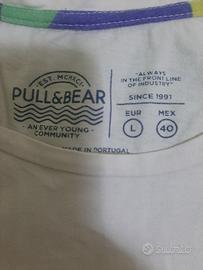 EST. MCMXCI
PULL&BEAR
- AN EVER YOUNG -
COMMUNITY
"ALWAYS
IN THE FRONT LINE
OF INDUSTRY"
SINCE 1991
EUR MEX
L 40
MADE IN PORTUGAL
subito